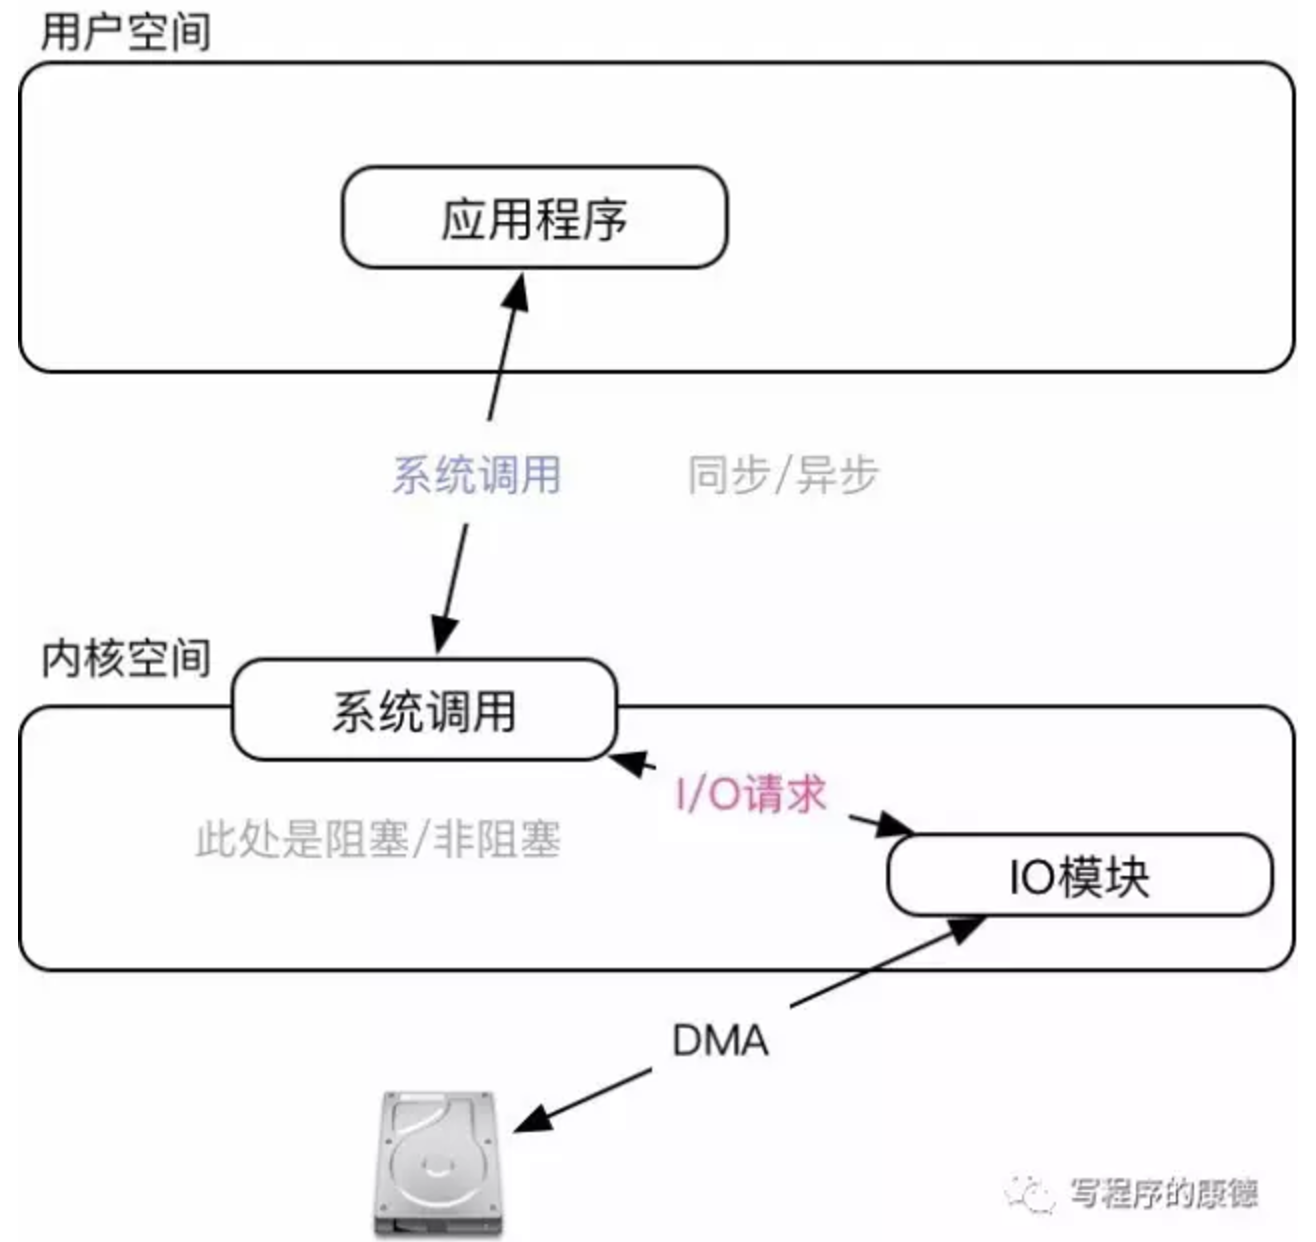 用户空间
应用程序
系统调用 同步/异步
内核空间
系统调用
I/O请求
此处是阻塞/非阻塞
IO模块
DMA
写程序的康德